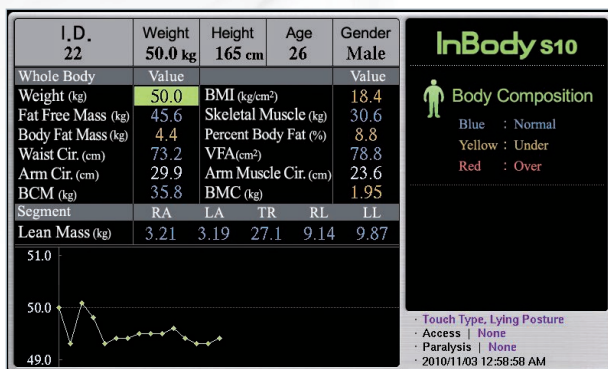 I.D. Weight Height Age Gender
22 50.0 kg 165 cm 26 Male
Whole Body Value Value
Weight (kg) 50.0 BMI (kg/cm²) 18.4
Fat Free Mass (kg) 45.6 Skeletal Muscle (kg) 30.6
Body Fat Mass (kg) 4.4 Percent Body Fat (%) 8.8
Waist Cir. (cm) 73.2 VFA(cm²) 78.8
Arm Cir. (cm) 29.9 Arm Muscle Cir. (cm) 23.6
BCM (kg) 35.8 BMC (kg) 1.95
Segment RA LA TR RL LL
Lean Mass (kg) 3.21 3.19 27.1 9.14 9.87
51.0
50.0
49.0
InBody S10
Body Composition
Blue : Normal
Yellow : Under
Red : Over
· Touch Type, Lying Posture
· Access | None
· Paralysis | None
· 2010/11/03 12:58:58 AM